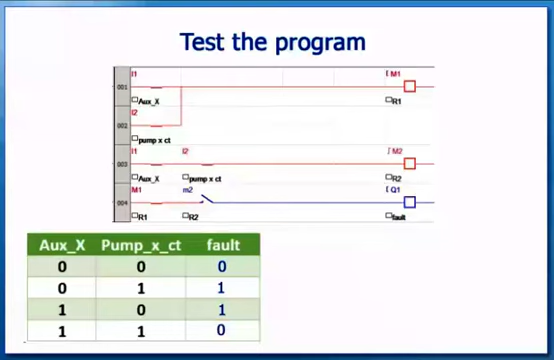 Test the program
I1 [ M1
001
Aux_X R1
I2
002
pump x ct
I1 I2 [ M2
003
Aux_X pump x ct R2
M1 m2 [ Q1
004
R1 R2 fault
Aux_X Pump_x_ct fault
0 0 0
0 1 1
1 0 1
1 1 0